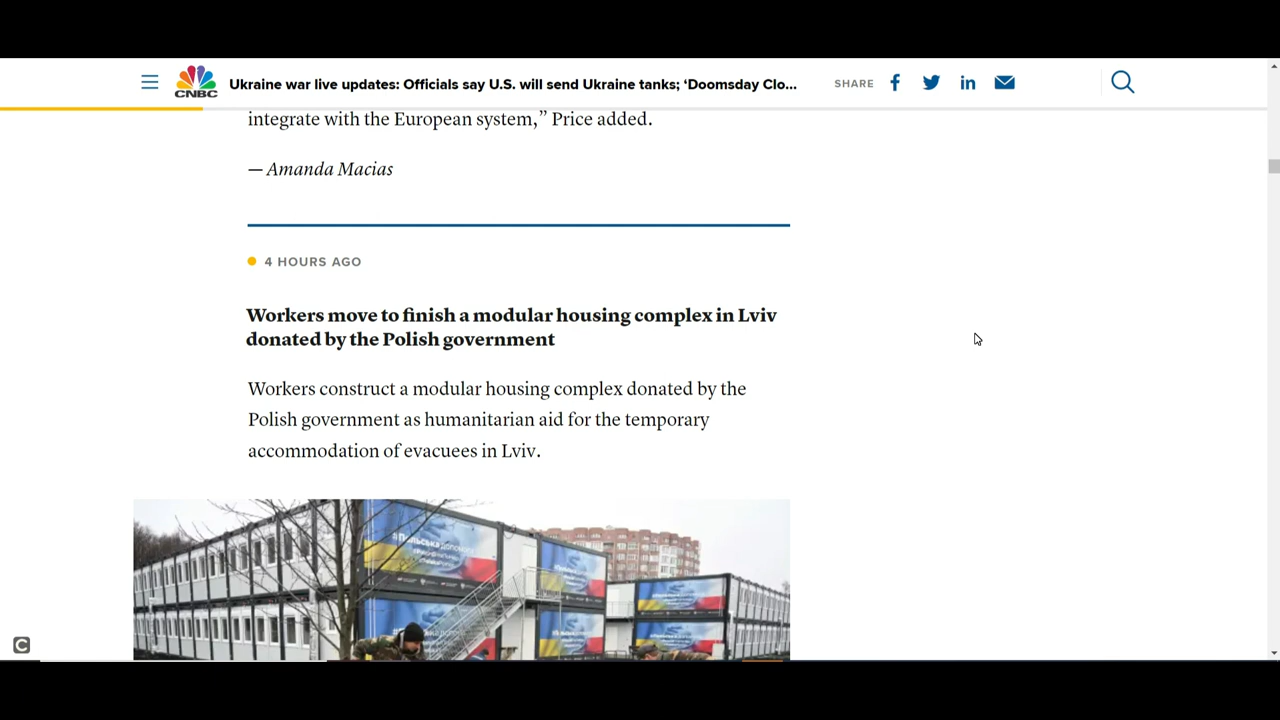 CNBC
Ukraine war live updates: Officials say U.S. will send Ukraine tanks; ‘Doomsday Clo...
SHARE
integrate with the European system,” Price added.
— Amanda Macias
4 HOURS AGO
Workers move to finish a modular housing complex in Lviv
donated by the Polish government
Workers construct a modular housing complex donated by the
Polish government as humanitarian aid for the temporary
accommodation of evacuees in Lviv.